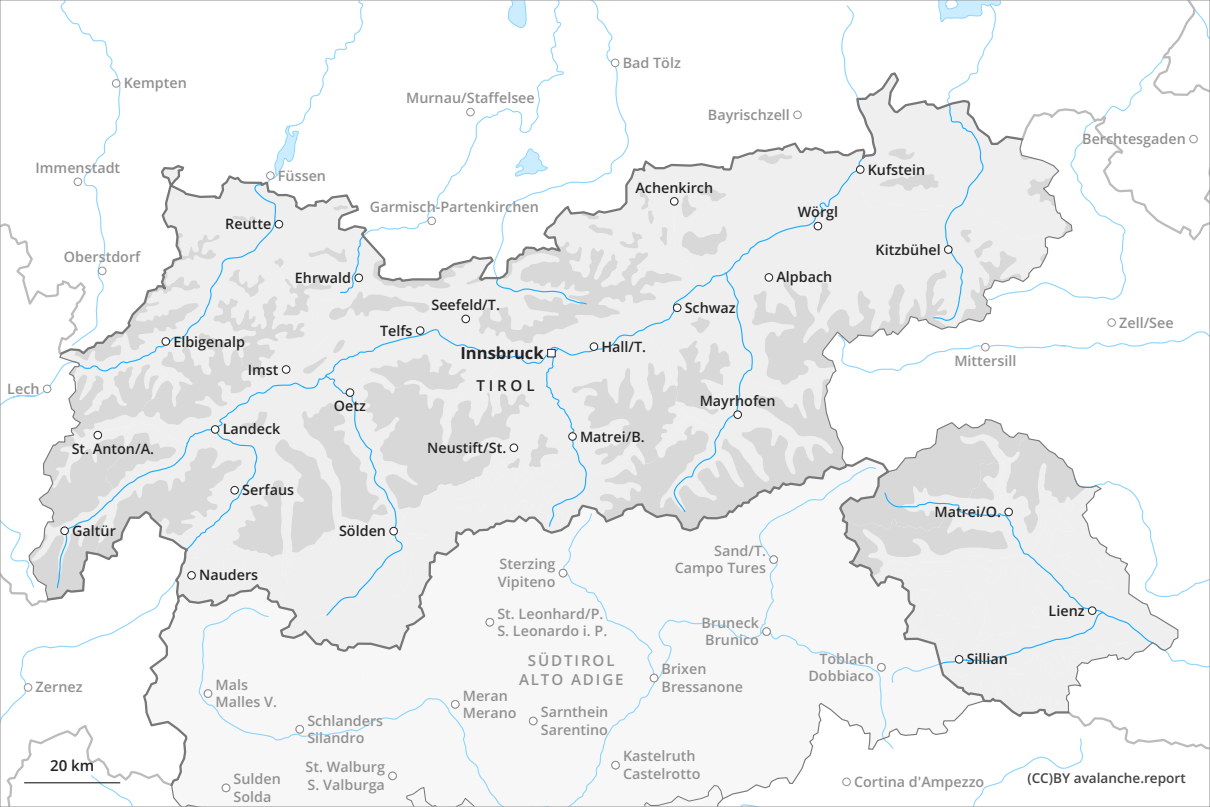 Kempten
Bad Tölz
Murnau/Staffelsee
Bayrischzell
Berchtesgaden
Immenstadt
Füssen
Kufstein
Achenkirch
Garmisch-Partenkirchen
Wörgl
Reutte
Kitzbühel
Oberstdorf
Ehrwald
Alpbach
Seefeld/T.
Schwaz
Telfs
Zell/See
Elbigenalp
Innsbruck
Hall/T.
Mittersill
Imst
TIROL
Lech
Oetz
Mayrhofen
Landeck
Matrei/B.
St. Anton/A.
Neustift/St.
Serfaus
Matrei/O.
Galtür
Sölden
Sand/T.
Campo Tures
Sterzing
Vipiteno
Nauders
Lienz
St. Leonhard/P.
S. Leonardo i. P.
Bruneck
Brunico
SÜDTIROL
ALTO ADIGE
Toblach
Dobbiaco
Sillian
Brixen
Bressanone
Zernez
Mals
Malles V.
Meran
Merano
Sarnthein
Sarentino
Schlanders
Silandro
Kastelruth
Castelrotto
St. Walburg
S. Valburga
20 km
Sulden
Solda
Cortina d'Ampezzo
(CC)BY avalanche.report